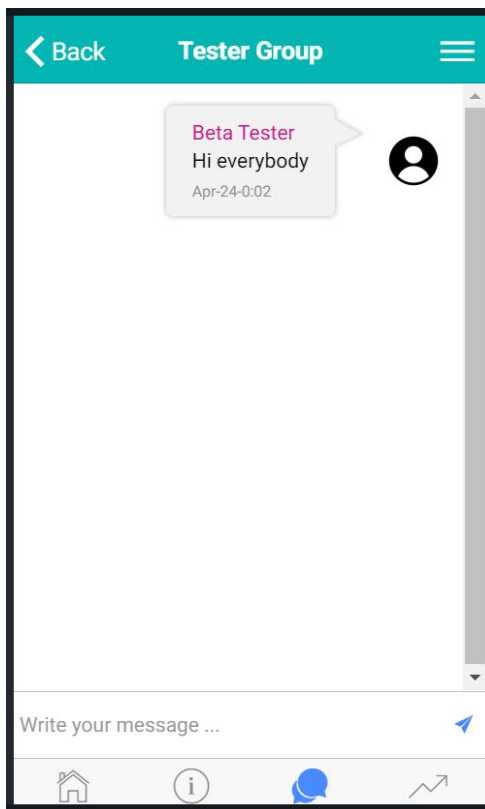 Back
Tester Group
Beta Tester
Hi everybody
Apr-24-0:02
Write your message ...
i